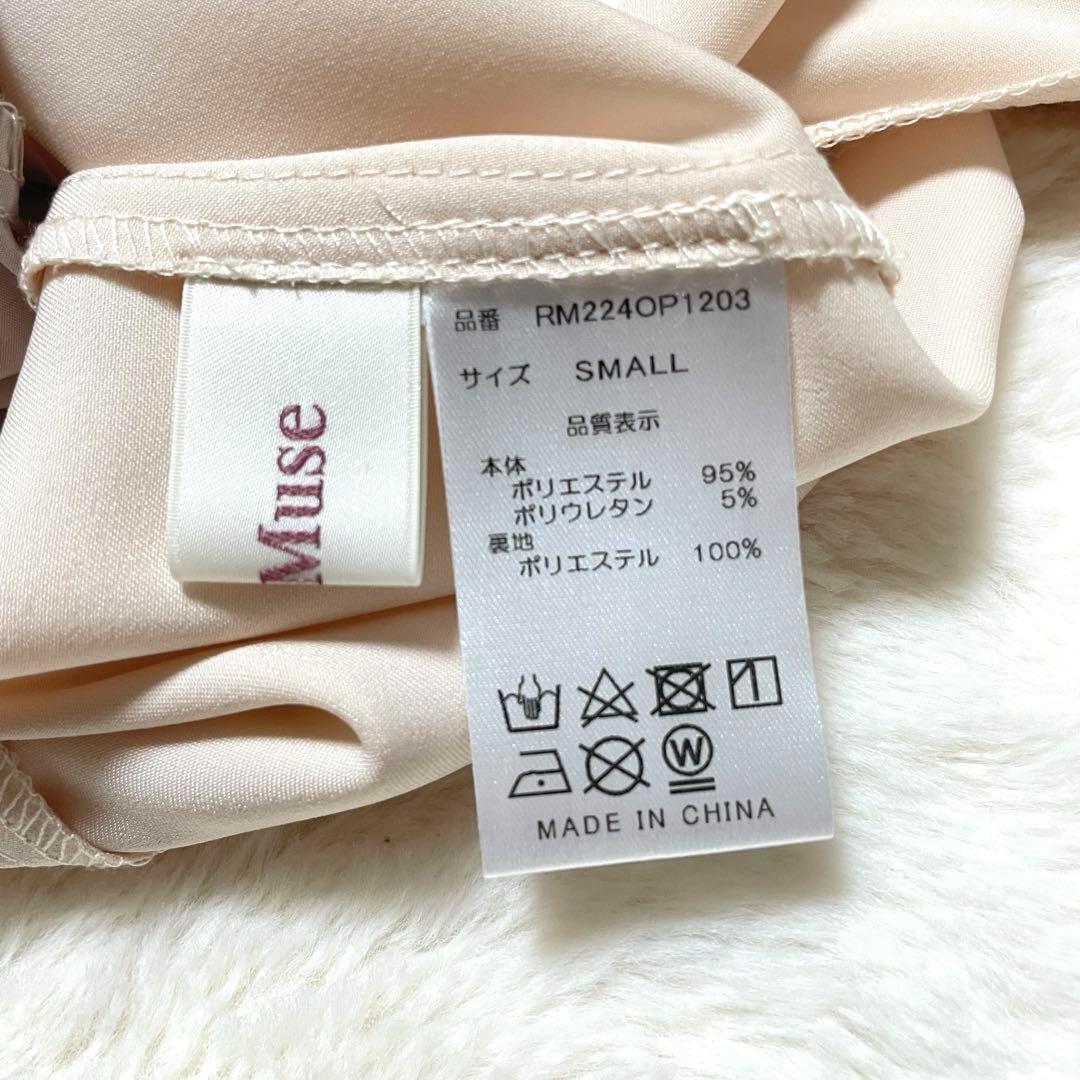 Muse
品番 RM224OP1203
サイズ SMALL
品質表示
本体
ポリエステル 95%
ポリウレタン 5%
裏地
ポリエステル 100%
W
MADE IN CHINA